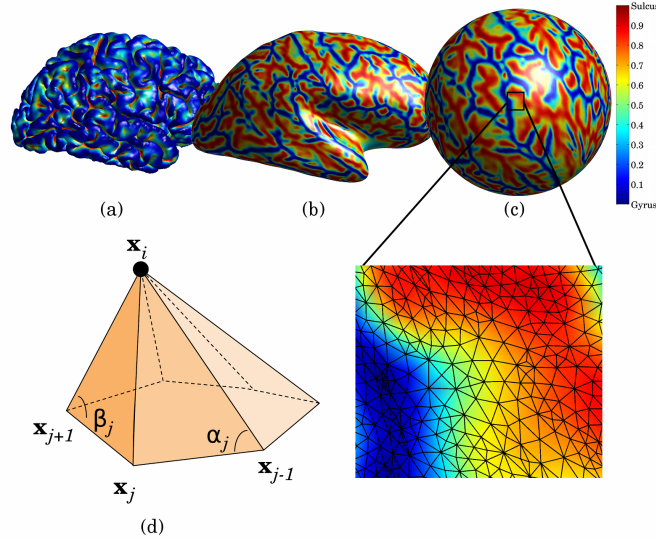 Sulcus
0.9
0.8
0.7
0.6
0.5
0.4
0.3
0.2
0.1
Gyrus
(a)
(b)
(c)
x_i
β_j
α_j
x_{j+1}
x_{j-1}
x_j
(d)